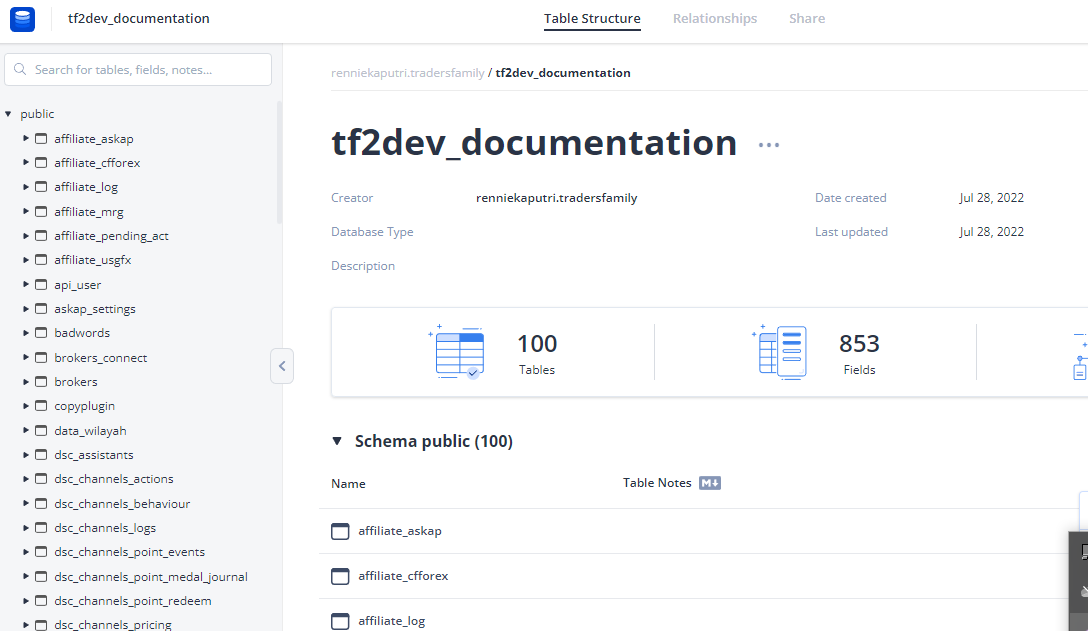 tf2dev_documentation
Table Structure
Relationships
Share
Search for tables, fields, notes...
public
affiliate_askap
affiliate_cfforex
affiliate_log
affiliate_mrg
affiliate_pending_act
affiliate_usgfx
api_user
askap_settings
badwords
brokers_connect
brokers
copyplugin
data_wilayah
dsc_assistants
dsc_channels_actions
dsc_channels_behaviour
dsc_channels_logs
dsc_channels_point_events
dsc_channels_point_medal_journal
dsc_channels_point_redeem
dsc_channels_pricing
renniekaputri.tradersfamily / tf2dev_documentation
tf2dev_documentation ...
Creator renniekaputri.tradersfamily Date created Jul 28, 2022
Database Type Last updated Jul 28, 2022
Description
100
Tables
853
Fields
Schema public (100)
Name Table Notes M
affiliate_askap
affiliate_cfforex
affiliate_log